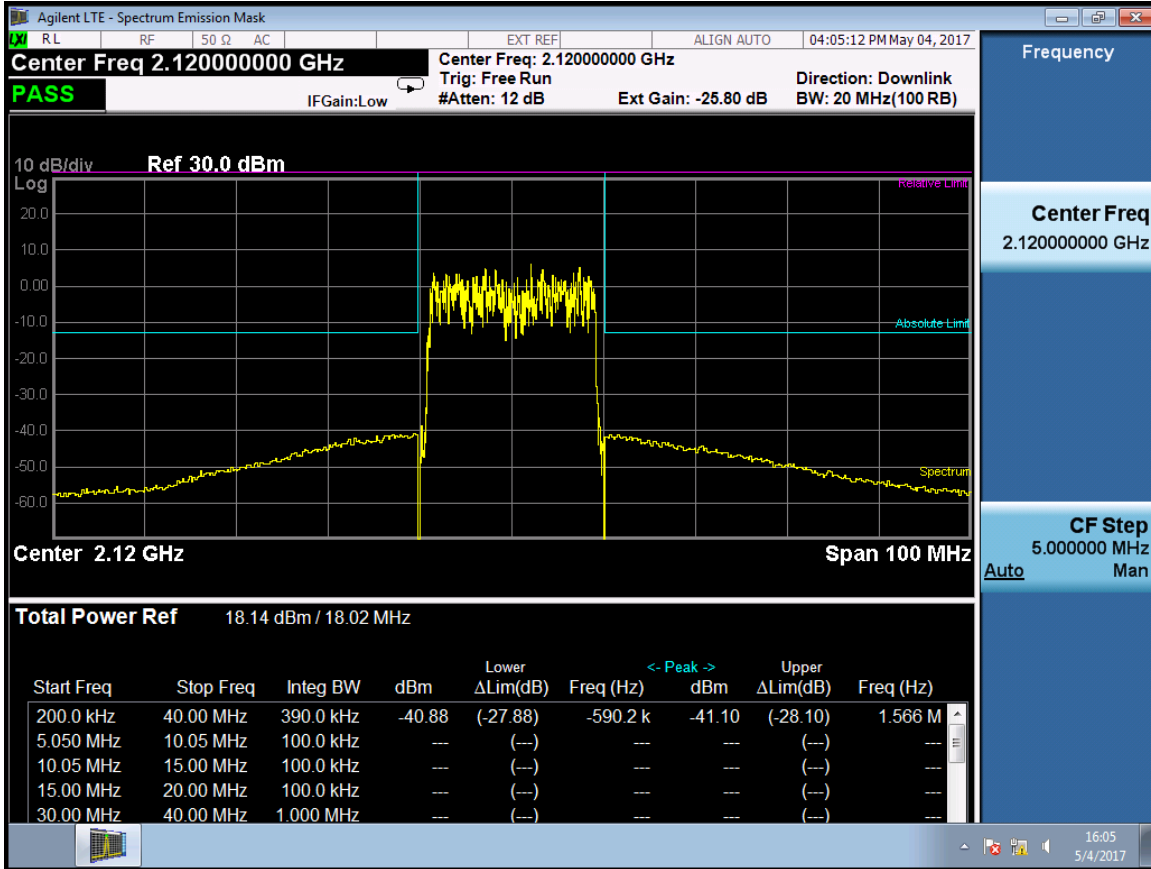 Agilent LTE - Spectrum Emission Mask
LXI RL RF 50 Ω AC EXT REF ALIGN AUTO 04:05:12 PM May 04, 2017
Center Freq 2.120000000 GHz
PASS
IFGain:Low
Center Freq: 2.120000000 GHz
Trig: Free Run
#Atten: 12 dB
Ext Gain: -25.80 dB
Direction: Downlink
BW: 20 MHz(100 RB)
10 dB/div Ref 30.0 dBm
Log
Relative Limit
20.0
10.0
0.00
-10.0
Absolute Limit
-20.0
-30.0
-40.0
-50.0
Spectrum
-60.0
Center 2.12 GHz
Span 100 MHz
Total Power Ref 18.14 dBm / 18.02 MHz
Lower <- Peak -> Upper
Start Freq Stop Freq Integ BW dBm ΔLim(dB) Freq (Hz) dBm ΔLim(dB) Freq (Hz)
200.0 kHz 40.00 MHz 390.0 kHz -40.88 (-27.88) -590.2 k -41.10 (-28.10) 1.566 M
5.050 MHz 10.05 MHz 100.0 kHz --- (---) --- --- (---) ---
10.05 MHz 15.00 MHz 100.0 kHz --- (---) --- --- (---) ---
15.00 MHz 20.00 MHz 100.0 kHz --- (---) --- --- (---) ---
30.00 MHz 40.00 MHz 1.000 MHz --- (---) --- --- (---) ---
Frequency
Center Freq
2.120000000 GHz
CF Step
5.000000 MHz
Auto Man
16:05
5/4/2017